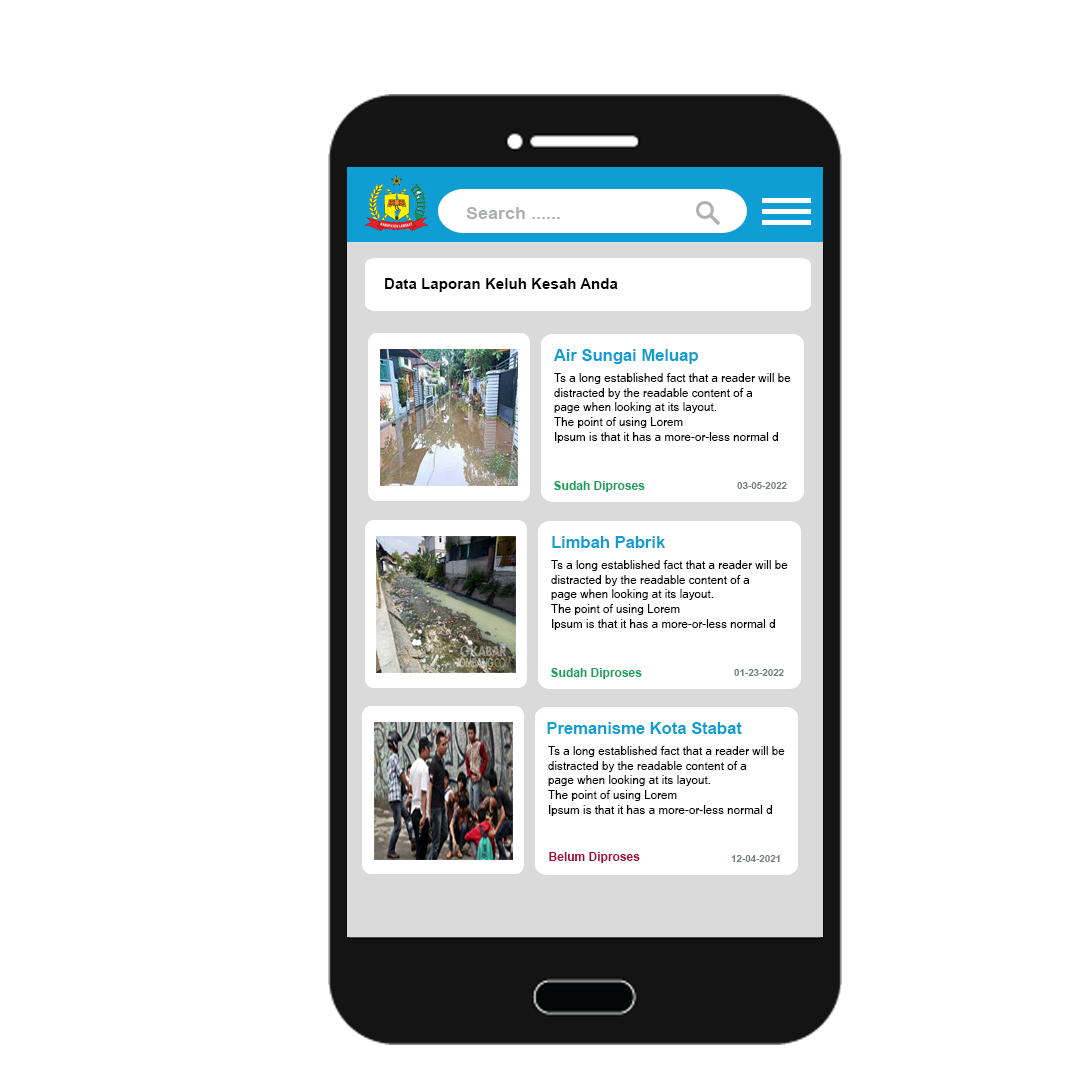 KABUPATEN LANGKAT
Search ......
Data Laporan Keluh Kesah Anda
Air Sungai Meluap
Ts a long established fact that a reader will be
distracted by the readable content of a
page when looking at its layout.
The point of using Lorem
Ipsum is that it has a more-or-less normal d
Sudah Diproses
03-05-2022
Limbah Pabrik
Ts a long established fact that a reader will be
distracted by the readable content of a
page when looking at its layout.
The point of using Lorem
Ipsum is that it has a more-or-less normal d
KABAR
JOMBANG.COM
Sudah Diproses
01-23-2022
Premanisme Kota Stabat
Ts a long established fact that a reader will be
distracted by the readable content of a
page when looking at its layout.
The point of using Lorem
Ipsum is that it has a more-or-less normal d
Belum Diproses
12-04-2021